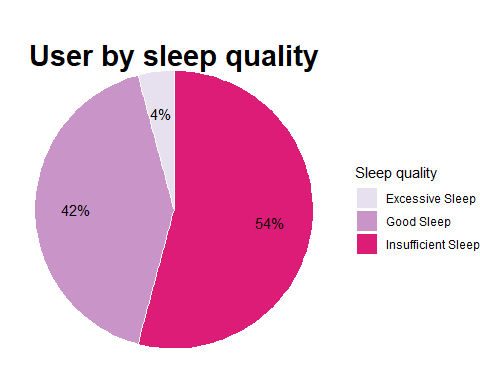 User by sleep quality
4%
42%
54%
Sleep quality
Excessive Sleep
Good Sleep
Insufficient Sleep